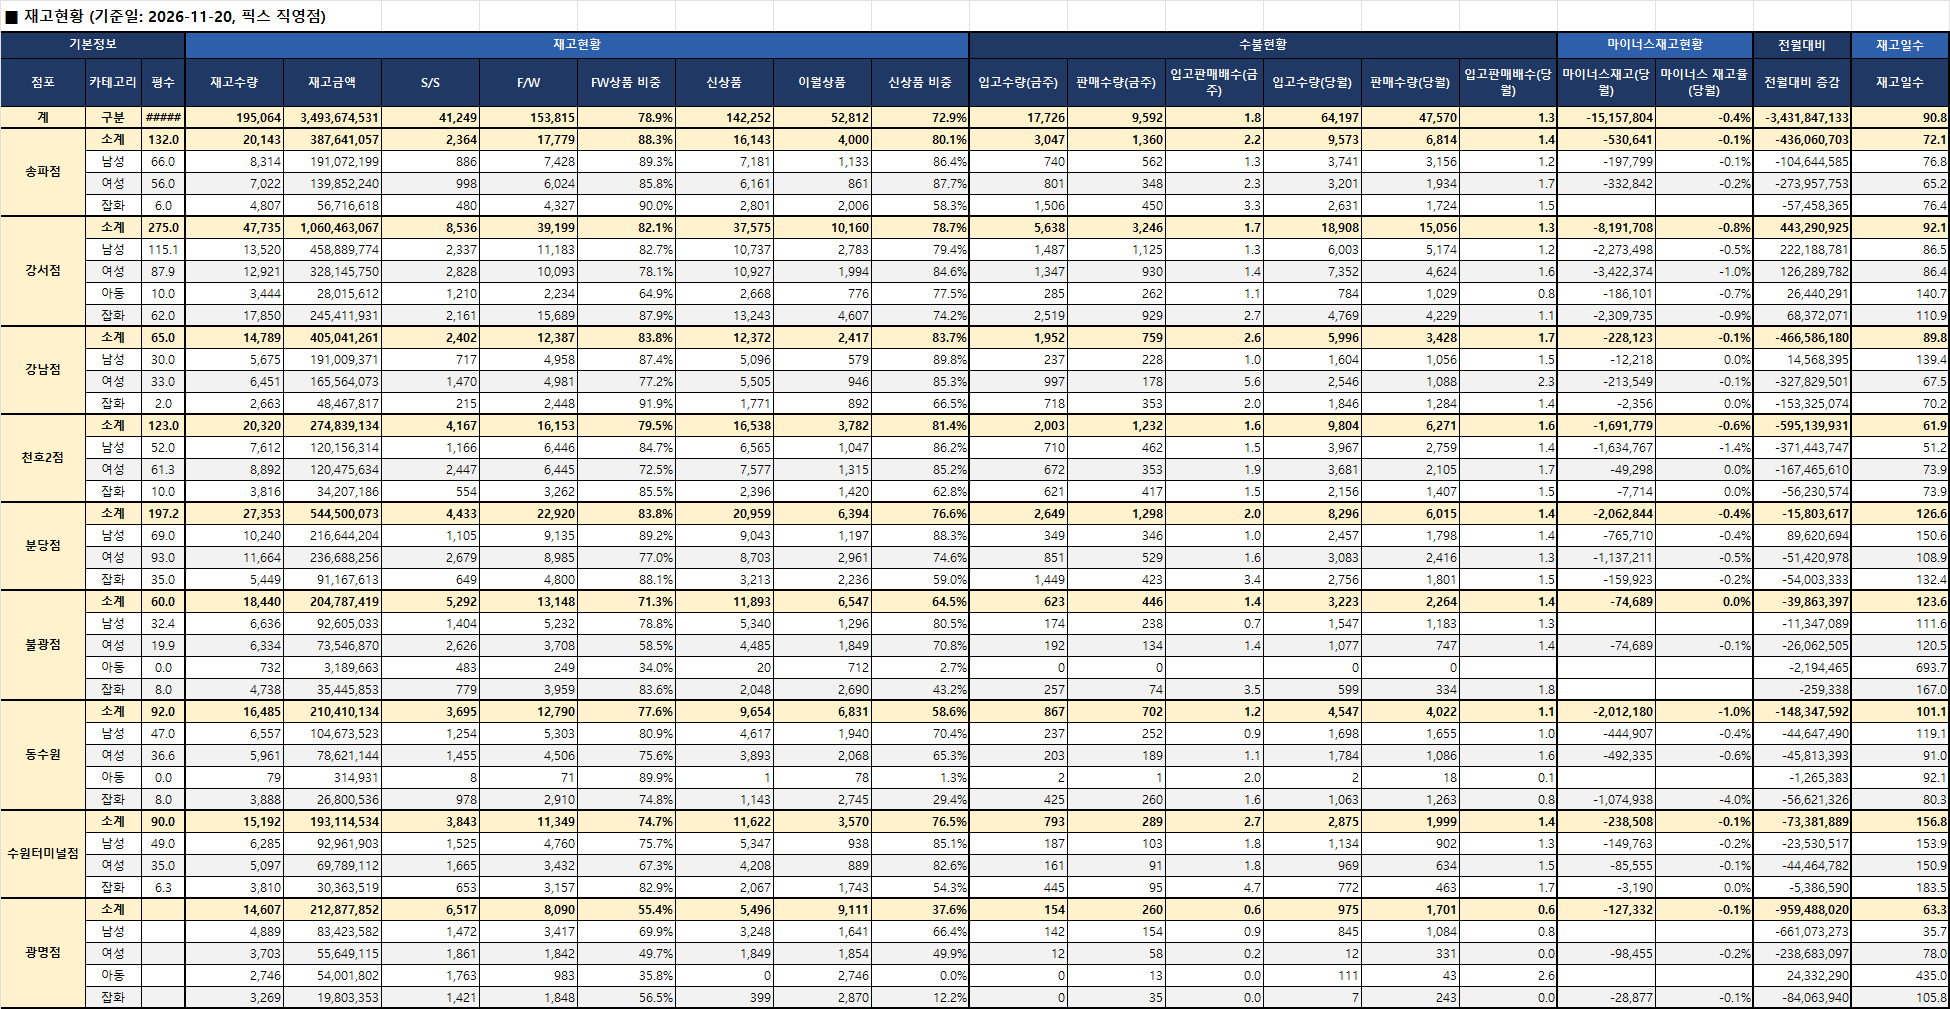 ■ 재고현황 (기준일: 2026-11-20, 픽스 직영점)
기본정보 재고현황 수불현황 마이너스재고현황 전월대비 재고일수
점포 카테고리 평수 재고수량 재고금액 S/S F/W FW상품 비중 신상품 이월상품 신상품 비중 입고수량(금주) 판매수량(금주) 입고판매배수(금주) 입고수량(당월) 판매수량(당월) 입고판매배수(당월) 마이너스재고(당월) 마이너스 재고율(당월) 전월대비 증감 재고일수
계 구분 ##### 195,064 3,493,674,531 41,249 153,815 78.9% 142,252 52,812 72.9% 17,726 9,592 1.8 64,197 47,570 1.3 -15,157,804 -0.4% -3,431,847,133 90.8
송파점 소계 132.0 20,143 387,641,057 2,364 17,779 88.3% 16,143 4,000 80.1% 3,047 1,360 2.2 9,573 6,814 1.4 -530,641 -0.1% -436,060,703 72.1
남성 66.0 8,314 191,072,199 886 7,428 89.3% 7,181 1,133 86.4% 740 562 1.3 3,741 3,156 1.2 -197,799 -0.1% -104,644,585 76.8
여성 56.0 7,022 139,852,240 998 6,024 85.8% 6,161 861 87.7% 801 348 2.3 3,201 1,934 1.7 -332,842 -0.2% -273,957,753 65.2
잡화 6.0 4,807 56,716,618 480 4,327 90.0% 2,801 2,006 58.3% 1,506 450 3.3 2,631 1,724 1.5 -57,458,365 76.4
강서점 소계 275.0 47,735 1,060,463,067 8,536 39,199 82.1% 37,575 10,160 78.7% 5,638 3,246 1.7 18,908 15,056 1.3 -8,191,708 -0.8% 443,290,925 92.1
남성 115.1 13,520 458,889,774 2,337 11,183 82.7% 10,737 2,783 79.4% 1,487 1,125 1.3 6,003 5,174 1.2 -2,273,498 -0.5% 222,188,781 86.5
여성 87.9 12,921 328,145,750 2,828 10,093 78.1% 10,927 1,994 84.6% 1,347 930 1.4 7,352 4,624 1.6 -3,422,374 -1.0% 126,289,782 86.4
아동 10.0 3,444 28,015,612 1,210 2,234 64.9% 2,668 776 77.5% 285 262 1.1 784 1,029 0.8 -186,101 -0.7% 26,440,291 140.7
잡화 62.0 17,850 245,411,931 2,161 15,689 87.9% 13,243 4,607 74.2% 2,519 929 2.7 4,769 4,229 1.1 -2,309,735 -0.9% 68,372,071 110.9
강남점 소계 65.0 14,789 405,041,261 2,402 12,387 83.8% 12,372 2,417 83.7% 1,952 759 2.6 5,996 3,428 1.7 -228,123 -0.1% -466,586,180 89.8
남성 30.0 5,675 191,009,371 717 4,958 87.4% 5,096 579 89.8% 237 228 1.0 1,604 1,056 1.5 -12,218 0.0% 14,568,395 139.4
여성 33.0 6,451 165,564,073 1,470 4,981 77.2% 5,505 946 85.3% 997 178 5.6 2,546 1,088 2.3 -213,549 -0.1% -327,829,501 67.5
잡화 2.0 2,663 48,467,817 215 2,448 91.9% 1,771 892 66.5% 718 353 2.0 1,846 1,284 1.4 -2,356 0.0% -153,325,074 70.2
천호2점 소계 123.0 20,320 274,839,134 4,167 16,153 79.5% 16,538 3,782 81.4% 2,003 1,232 1.6 9,804 6,271 1.6 -1,691,779 -0.6% -595,139,931 61.9
남성 52.0 7,612 120,156,314 1,166 6,446 84.7% 6,565 1,047 86.2% 710 462 1.5 3,967 2,759 1.4 -1,634,767 -1.4% -371,443,747 51.2
여성 61.3 8,892 120,475,634 2,447 6,445 72.5% 7,577 1,315 85.2% 672 353 1.9 3,681 2,105 1.7 -49,298 0.0% -167,465,610 73.9
잡화 10.0 3,816 34,207,186 554 3,262 85.5% 2,396 1,420 62.8% 621 417 1.5 2,156 1,407 1.5 -7,714 0.0% -56,230,574 73.9
분당점 소계 197.2 27,353 544,500,073 4,433 22,920 83.8% 20,959 6,394 76.6% 2,649 1,298 2.0 8,296 6,015 1.4 -2,062,844 -0.4% -15,803,617 126.6
남성 69.0 10,240 216,644,204 1,105 9,135 89.2% 9,043 1,197 88.3% 349 346 1.0 2,457 1,798 1.4 -765,710 -0.4% 89,620,694 150.6
여성 93.0 11,664 236,688,256 2,679 8,985 77.0% 8,703 2,961 74.6% 851 529 1.6 3,083 2,416 1.3 -1,137,211 -0.5% -51,420,978 108.9
잡화 35.0 5,449 91,167,613 649 4,800 88.1% 3,213 2,236 59.0% 1,449 423 3.4 2,756 1,801 1.5 -159,923 -0.2% -54,003,333 132.4
불광점 소계 60.0 18,440 204,787,419 5,292 13,148 71.3% 11,893 6,547 64.5% 623 446 1.4 3,223 2,264 1.4 -74,689 0.0% -39,863,397 123.6
남성 32.4 6,636 92,605,033 1,404 5,232 78.8% 5,340 1,296 80.5% 174 238 0.7 1,547 1,183 1.3 -11,347,089 111.6
여성 19.9 6,334 73,546,870 2,626 3,708 58.5% 4,485 1,849 70.8% 192 134 1.4 1,077 747 1.4 -74,689 -0.1% -26,062,505 120.5
아동 0.0 732 3,189,663 483 249 34.0% 20 712 2.7% 0 0 0 0 -2,194,465 693.7
잡화 8.0 4,738 35,445,853 779 3,959 83.6% 2,048 2,690 43.2% 257 74 3.5 599 334 1.8 -259,338 167.0
동수원 소계 92.0 16,485 210,410,134 3,695 12,790 77.6% 9,654 6,831 58.6% 867 702 1.2 4,547 4,022 1.1 -2,012,180 -1.0% -148,347,592 101.1
남성 47.0 6,557 104,673,523 1,254 5,303 80.9% 4,617 1,940 70.4% 237 252 0.9 1,698 1,655 1.0 -444,907 -0.4% -44,647,490 119.1
여성 36.6 5,961 78,621,144 1,455 4,506 75.6% 3,893 2,068 65.3% 203 189 1.1 1,784 1,086 1.6 -492,335 -0.6% -45,813,393 91.0
아동 0.0 79 314,931 8 71 89.9% 1 78 1.3% 2 1 2.0 2 18 0.1 -1,265,383 92.1
잡화 8.0 3,888 26,800,536 978 2,910 74.8% 1,143 2,745 29.4% 425 260 1.6 1,063 1,263 0.8 -1,074,938 -4.0% -56,621,326 80.3
수원터미널점 소계 90.0 15,192 193,114,534 3,843 11,349 74.7% 11,622 3,570 76.5% 793 289 2.7 2,875 1,999 1.4 -238,508 -0.1% -73,381,889 156.8
남성 49.0 6,285 92,961,903 1,525 4,760 75.7% 5,347 938 85.1% 187 103 1.8 1,134 902 1.3 -149,763 -0.2% -23,530,517 153.9
여성 35.0 5,097 69,789,112 1,665 3,432 67.3% 4,208 889 82.6% 161 91 1.8 969 634 1.5 -85,555 -0.1% -44,464,782 150.9
잡화 6.3 3,810 30,363,519 653 3,157 82.9% 2,067 1,743 54.3% 445 95 4.7 772 463 1.7 -3,190 0.0% -5,386,590 183.5
광명점 소계 14,607 212,877,852 6,517 8,090 55.4% 5,496 9,111 37.6% 154 260 0.6 975 1,701 0.6 -127,332 -0.1% -959,488,020 63.3
남성 4,889 83,423,582 1,472 3,417 69.9% 3,248 1,641 66.4% 142 154 0.9 845 1,084 0.8 -661,073,273 35.7
여성 3,703 55,649,115 1,861 1,842 49.7% 1,849 1,854 49.9% 12 58 0.2 12 331 0.0 -98,455 -0.2% -238,683,097 78.0
아동 2,746 54,001,802 1,763 983 35.8% 0 2,746 0.0% 0 13 0.0 111 43 2.6 24,332,290 435.0
잡화 3,269 19,803,353 1,421 1,848 56.5% 399 2,870 12.2% 0 35 0.0 7 243 0.0 -28,877 -0.1% -84,063,940 105.8